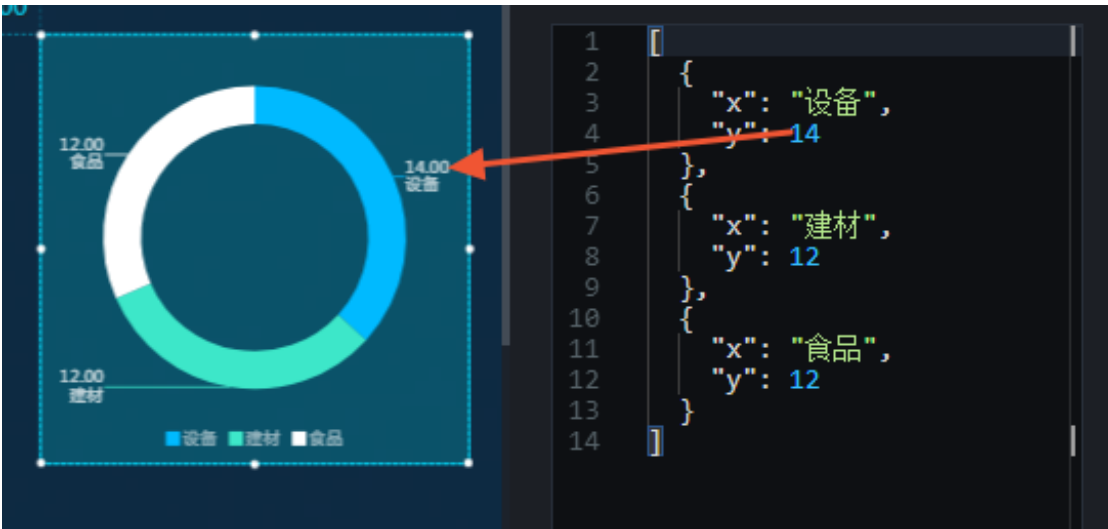 00
12.00
食品
14.00
设备
12.00
建材
设备 建材 食品
1 [
2 {
3 "x": "设备",
4 "y": 14
5 },
6 {
7 "x": "建材",
8 "y": 12
9 },
10 {
11 "x": "食品",
12 "y": 12
13 }
14 ]